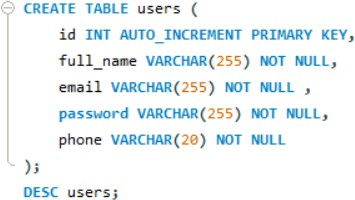 CREATE TABLE users (
id INT AUTO_INCREMENT PRIMARY KEY,
full_name VARCHAR(255) NOT NULL,
email VARCHAR(255) NOT NULL ,
password VARCHAR(255) NOT NULL,
phone VARCHAR(20) NOT NULL
);
DESC users;